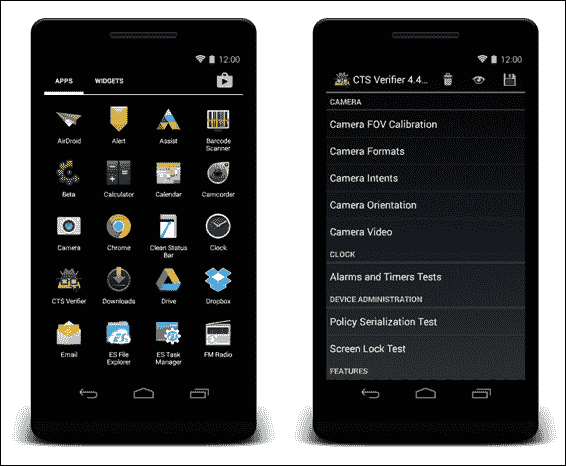 12.00
APPS WIDGETS
AirDroid Alert Assist Barcode
Scanner
Beta Calculator Calendar Camcorder
Camera Chrome Clean Status
Bar
Clock
CTS Verifier Downloads Drive Dropbox
Email ES File
Explorer
ES Task
Manager
FM Radio
12.00
CTS Verifier 4.4...
CAMERA
Camera FOV Calibration
Camera Formats
Camera Intents
Camera Orientation
Camera Video
CLOCK
Alarms and Timers Tests
DEVICE ADMINISTRATION
Policy Serialization Test
Screen Lock Test
FEATURES